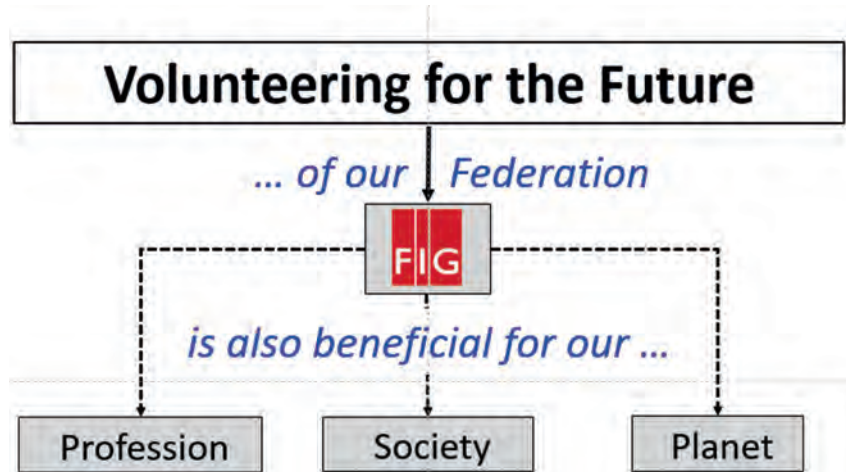 Volunteering for the Future
... of our Federation
FIG
is also beneficial for our ...
Profession Society Planet